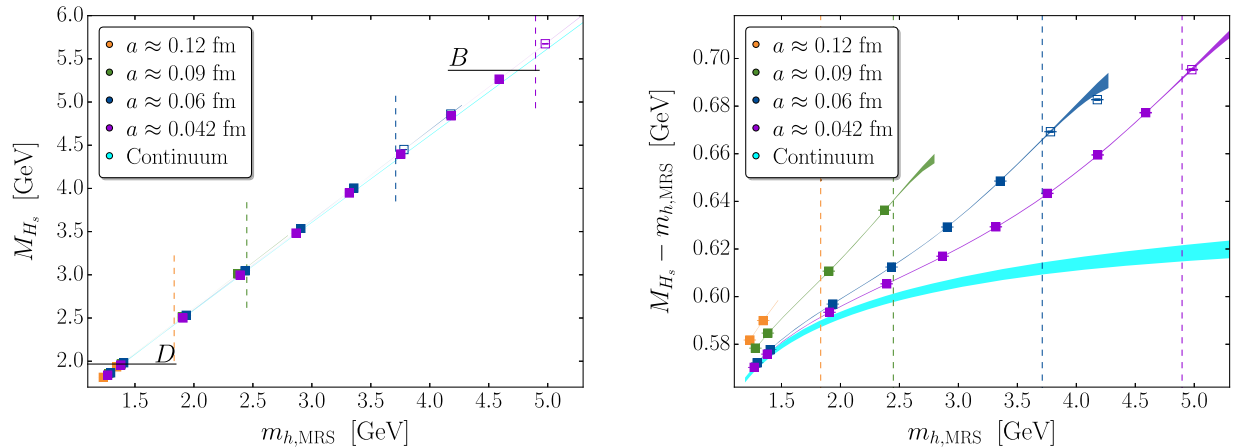 6.0
5.5
5.0
4.5
4.0
3.5
3.0
2.5
2.0
M_{H_s} [GeV]
a ≈ 0.12 fm
a ≈ 0.09 fm
a ≈ 0.06 fm
a ≈ 0.042 fm
Continuum
B
D
1.5 2.0 2.5 3.0 3.5 4.0 4.5 5.0
m_{h,MRS} [GeV]
0.70
0.68
0.66
0.64
0.62
0.60
0.58
M_{H_s} − m_{h,MRS} [GeV]
a ≈ 0.12 fm
a ≈ 0.09 fm
a ≈ 0.06 fm
a ≈ 0.042 fm
Continuum
1.5 2.0 2.5 3.0 3.5 4.0 4.5 5.0
m_{h,MRS} [GeV]